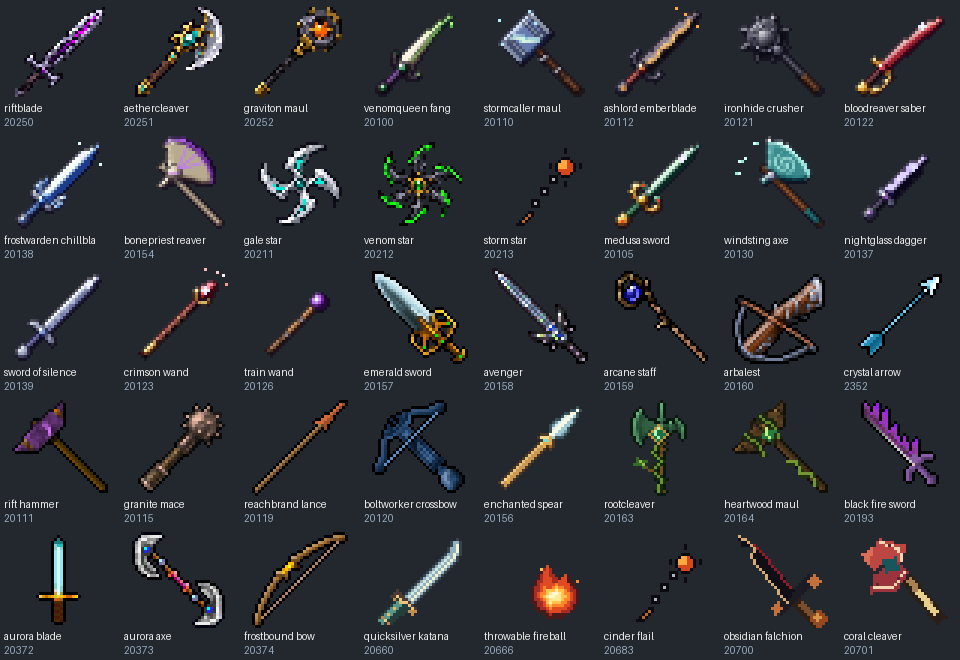 riftblade aethercleaver graviton maul venomqueen fang stormcaller maul ashlord emberblade ironhide crusher bloodreaver saber
20250 20251 20252 20100 20110 20112 20121 20122
frostwarden chillbla bonepriest reaver gale star venom star storm star medusa sword windsting axe nightglass dagger
20138 20154 20211 20212 20213 20105 20130 20137
sword of silence crimson wand train wand emerald sword avenger arcane staff arbalest crystal arrow
20139 20123 20126 20157 20158 20159 20160 2352
rift hammer granite mace reachbrand lance boltworker crossbow enchanted spear rootcleaver heartwood maul black fire sword
20111 20115 20119 20120 20156 20163 20164 20193
aurora blade aurora axe frostbound bow quicksilver katana throwable fireball cinder flail obsidian falchion coral cleaver
20372 20373 20374 20660 20666 20683 20700 20701